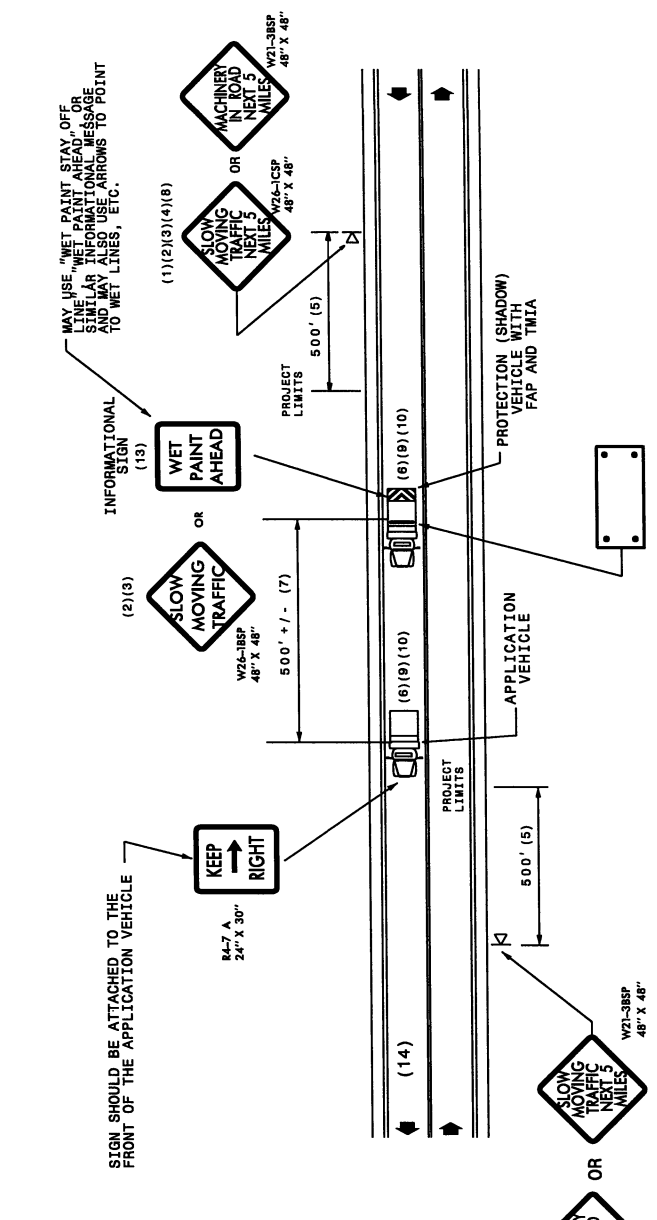 MAY USE "WET PAINT STAY OFF
LINE", "WET PAINT AHEAD", OR
SIMILAR INFORMATIONAL MESSAGE
AND MAY ALSO USE ARROWS TO POINT
TO WET LINES, ETC.
SIGN SHOULD BE ATTACHED TO THE
FRONT OF THE APPLICATION VEHICLE
KEEP
RIGHT
R4-7 A
24" X 30"
(2)(3)
SLOW
MOVING
TRAFFIC
W26-1BSP
48" X 48"
OR
INFORMATIONAL
SIGN
(13)
WET
PAINT
AHEAD
(1)(2)(3)(4)(8)
SLOW
MOVING
TRAFFIC
NEXT 5
MILES
W26-1CSP
48" X 48"
OR
MACHINERY
IN ROAD
NEXT 5
MILES
W21-3BSP
48" X 48"
500' +/- (7)
PROJECT
LIMITS
500' (5)
(14)
(6)(9)(10)
(6)(9)(10)
PROJECT
LIMITS
500' (5)
APPLICATION
VEHICLE
PROTECTION (SHADOW)
VEHICLE WITH
FAP AND TMIA
OR
SLOW
MOVING
TRAFFIC
NEXT 5
MILES
W21-3BSP
48" X 48"